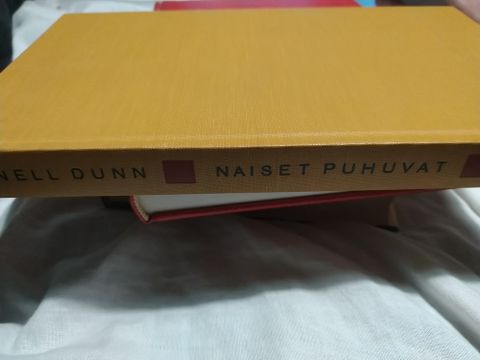 NELL DUNN NAISET PUHUVAT